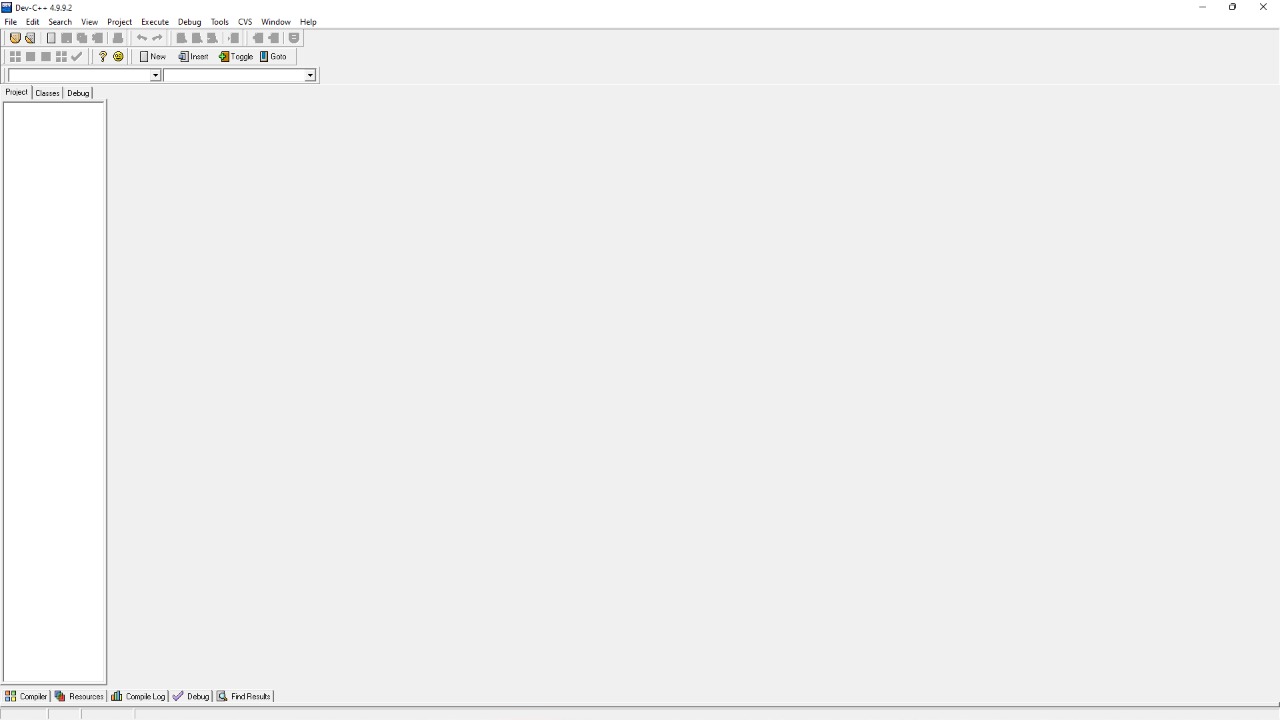 Dev-C++ 4.9.9.2
File Edit Search View Project Execute Debug Tools CVS Window Help
New Insert Toggle Goto
Project Classes Debug
Compiler Resources Compile Log Debug Find Results